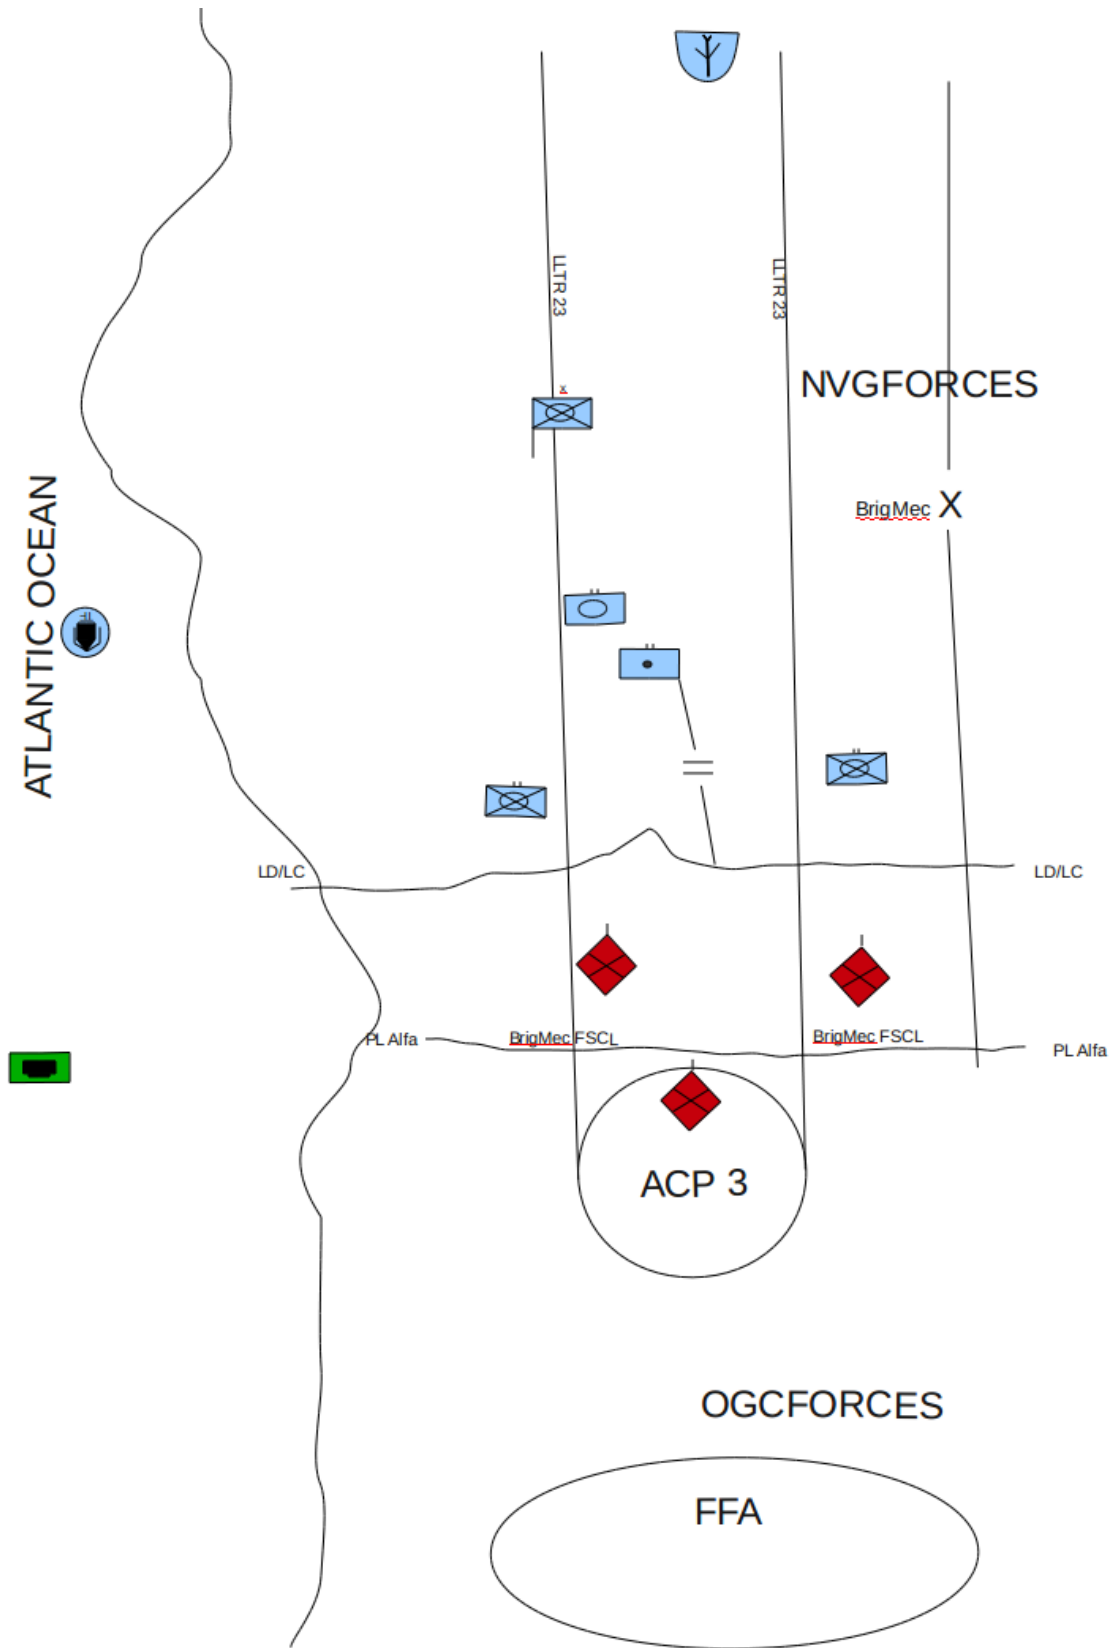 LLTR 23
LLTR 23
x
NVGFORCES
BrigMec X
ATLANTIC OCEAN
LD/LC
LD/LC
PL Alfa
BrigMec FSCL
BrigMec FSCL
PL Alfa
ACP 3
OGCFORCES
FFA